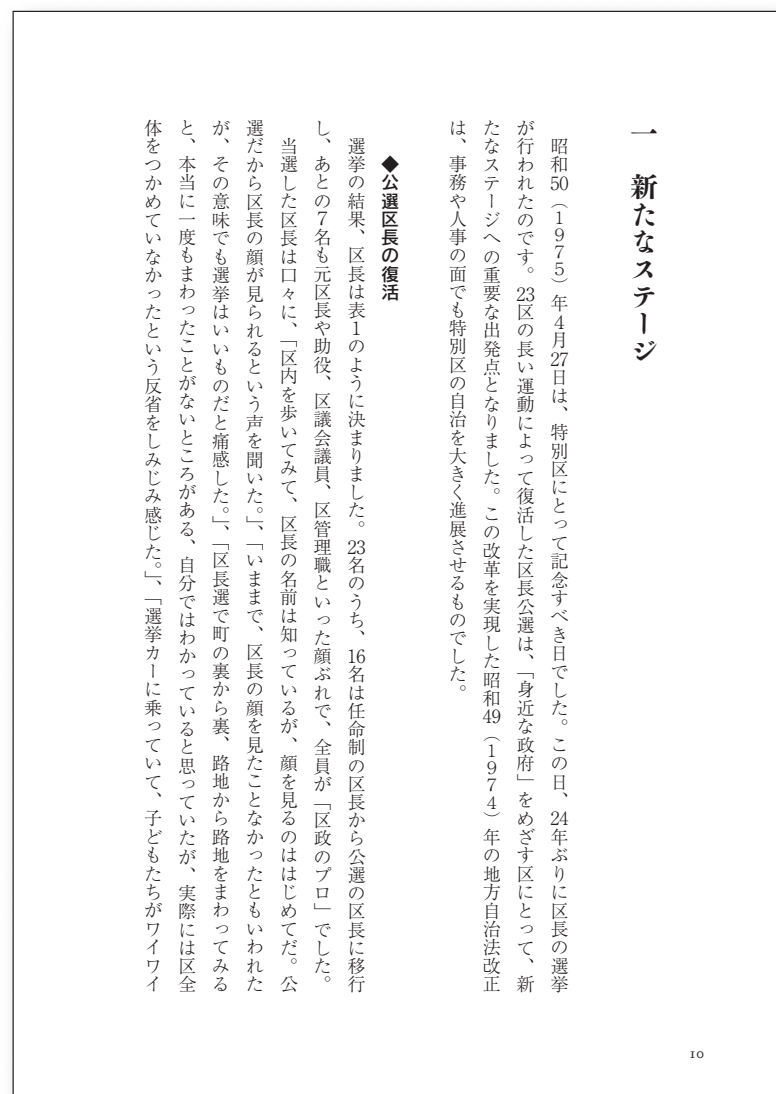 一 新たなステージ
昭和50（1975）年4月27日は、特別区にとって記念すべき日でした。この日、24年ぶりに区長の選挙
が行われたのです。23区の長い運動によって復活した区長公選は、「身近な政府」をめざす区にとって、新
たなステージへの重要な出発点となりました。この改革を実現した昭和49（1974）年の地方自治法改正
は、事務や人事の面でも特別区の自治を大きく進展させるものでした。
◆公選区長の復活
選挙の結果、区長は表1のように決まりました。23名のうち、16名は任命制の区長から公選の区長に移行
し、あとの7名も元区長や助役、区議会議員、区管理職といった顔ぶれで、全員が「区政のプロ」でした。
当選した区長は口々に、「区内を歩いてみて、区長の名前は知っているが、顔を見るのははじめてだ。公
選だから区長の顔が見られるという声を聞いた。」、「いままで、区長の顔を見たことなかったともいわれた
が、その意味でも選挙はいいものだと痛感した。」、「区長選で町の裏から裏、路地から路地をまわってみる
と、本当に一度もまわったことがないところがある、自分ではわかっていると思っていたが、実際には区全
体をつかめていなかったという反省をしみじみ感じた。」、「選挙カーに乗っていて、子どもたちがワイワイ
10